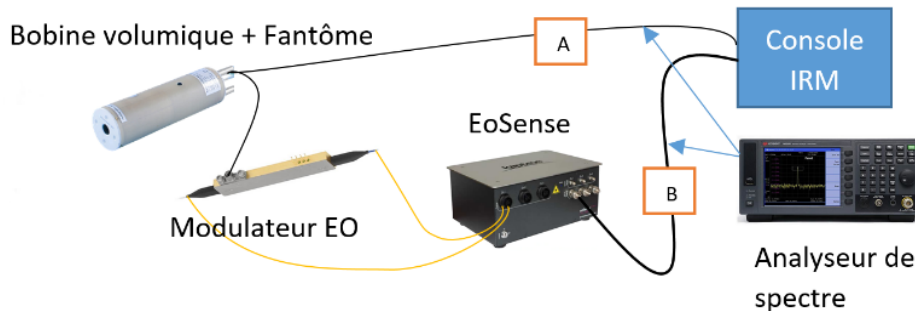 Bobine volumique + Fantôme
A
Console
IRM
EoSense
B
Modulateur EO
Analyseur de
spectre